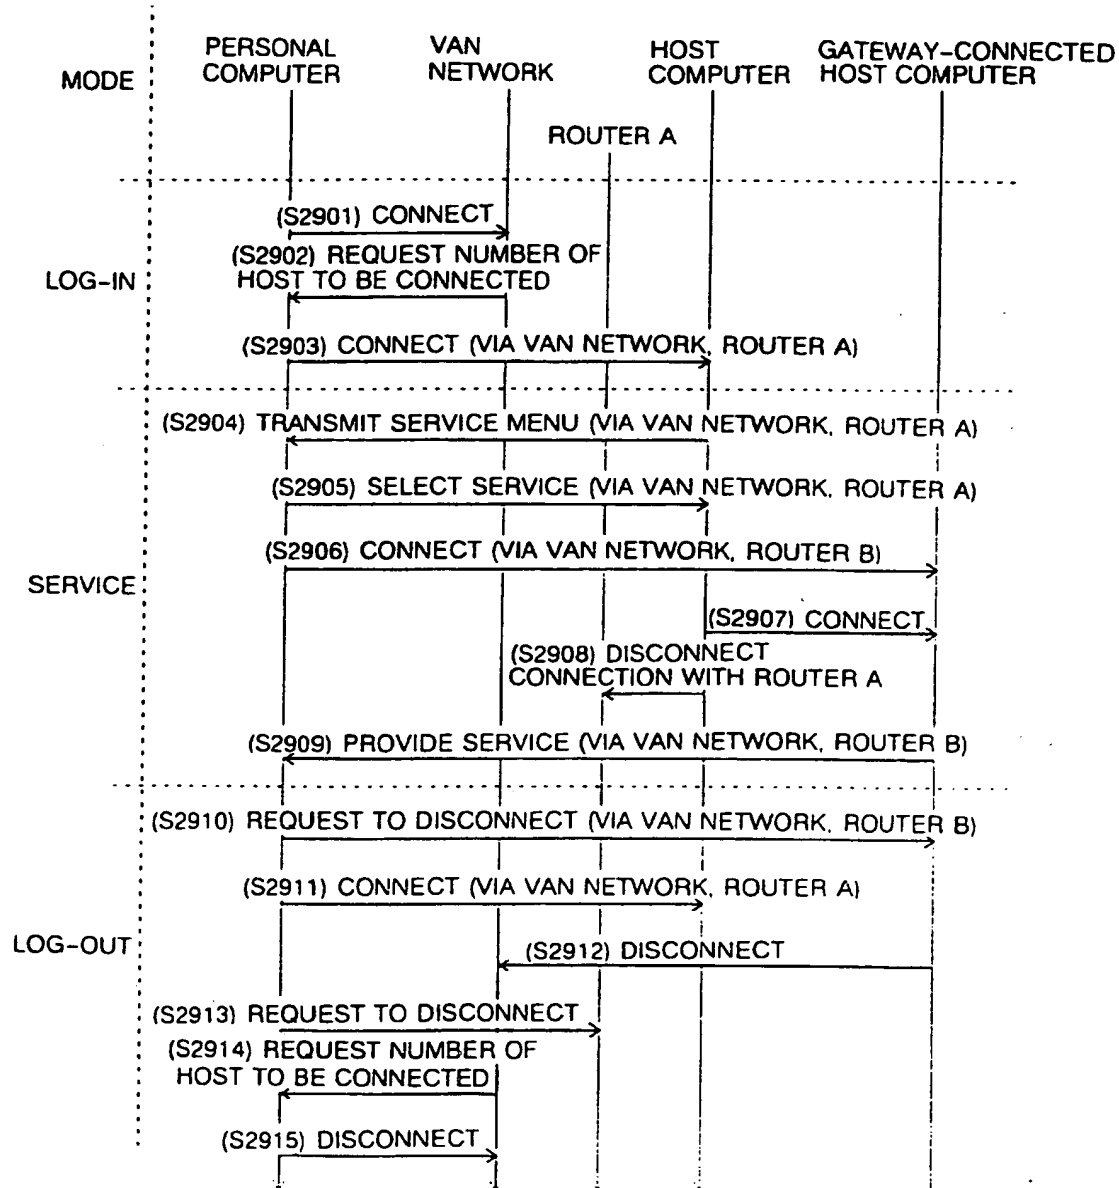 MODE
PERSONAL
COMPUTER
VAN
NETWORK
HOST
COMPUTER
GATEWAY-CONNECTED
HOST COMPUTER
ROUTER A
LOG-IN
(S2901) CONNECT
(S2902) REQUEST NUMBER OF
HOST TO BE CONNECTED
(S2903) CONNECT (VIA VAN NETWORK, ROUTER A)
SERVICE
(S2904) TRANSMIT SERVICE MENU (VIA VAN NETWORK, ROUTER A)
(S2905) SELECT SERVICE (VIA VAN NETWORK, ROUTER A)
(S2906) CONNECT (VIA VAN NETWORK, ROUTER B)
(S2907) CONNECT
(S2908) DISCONNECT
CONNECTION WITH ROUTER A
(S2909) PROVIDE SERVICE (VIA VAN NETWORK, ROUTER B)
LOG-OUT
(S2910) REQUEST TO DISCONNECT (VIA VAN NETWORK, ROUTER B)
(S2911) CONNECT (VIA VAN NETWORK, ROUTER A)
(S2912) DISCONNECT
(S2913) REQUEST TO DISCONNECT
(S2914) REQUEST NUMBER OF
HOST TO BE CONNECTED
(S2915) DISCONNECT